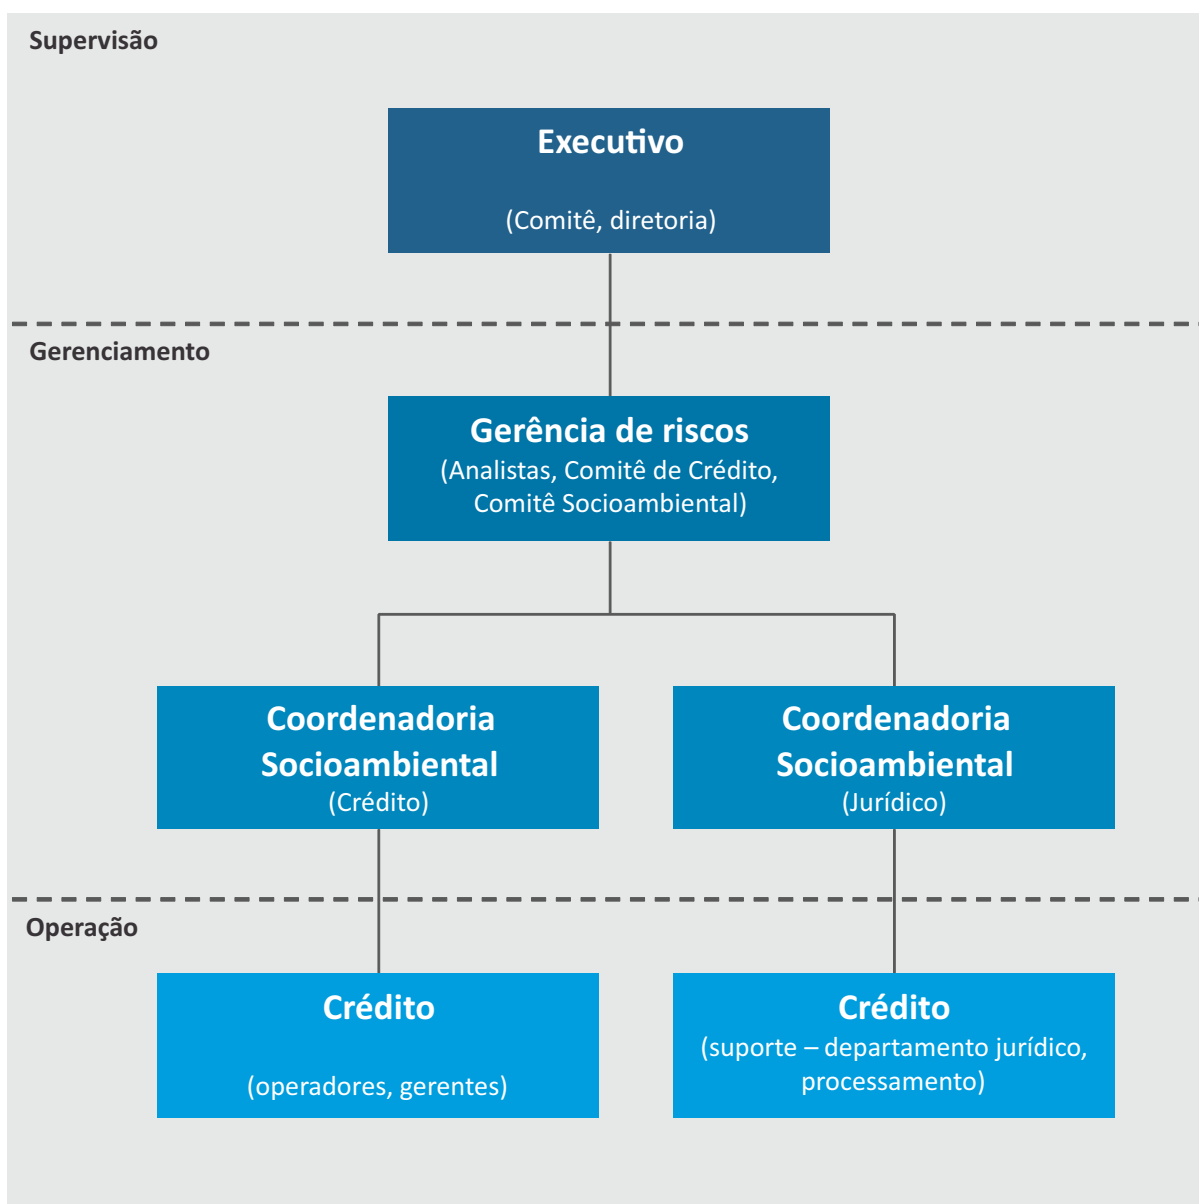 Supervisão
Executivo
(Comitê, diretoria)
Gerenciamento
Gerência de riscos
(Analistas, Comitê de Crédito,
Comitê Socioambiental)
Coordenadoria
Socioambiental
(Crédito)
Coordenadoria
Socioambiental
(Jurídico)
Operação
Crédito
(operadores, gerentes)
Crédito
(suporte – departamento jurídico,
processamento)